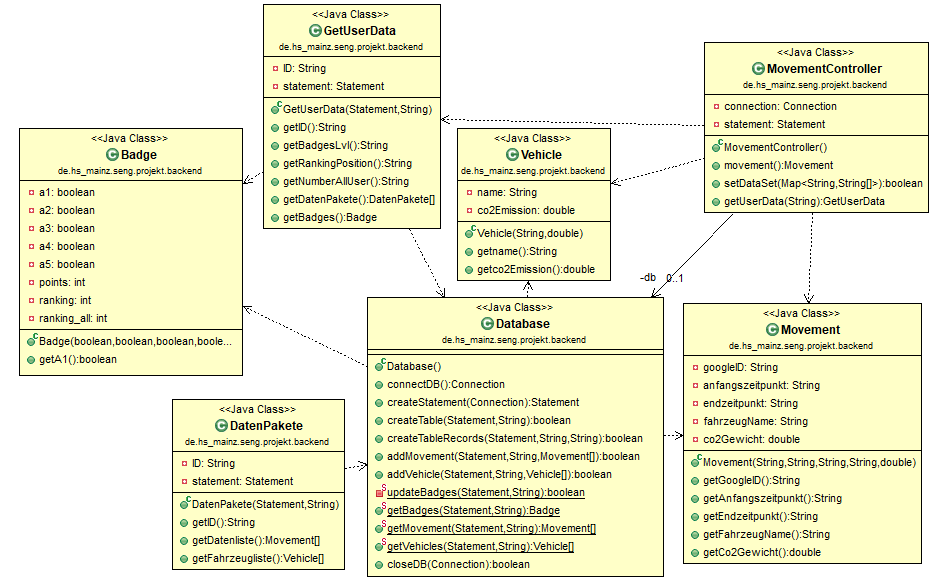 <<Java Class>>
GetUserData
de.hs_mainz.seng.projekt.backend
ID: String
statement: Statement
GetUserData(Statement,String)
getID():String
getBadgesLvl():String
getRankingPosition():String
getNumberAllUser():String
getDatenPakete():DatenPakete[]
getBadges():Badge
<<Java Class>>
MovementController
de.hs_mainz.seng.projekt.backend
connection: Connection
statement: Statement
MovementController()
movement():Movement
setDataSet(Map<String,String[]>):boolean
getUserData(String):GetUserData
<<Java Class>>
Badge
de.hs_mainz.seng.projekt.backend
a1: boolean
a2: boolean
a3: boolean
a4: boolean
a5: boolean
points: int
ranking: int
ranking_all: int
Badge(boolean,boolean,boolean,boole...
getA1():boolean
<<Java Class>>
Vehicle
de.hs_mainz.seng.projekt.backend
name: String
co2Emission: double
Vehicle(String,double)
getname():String
getco2Emission():double
-db 0..1
<<Java Class>>
Database
de.hs_mainz.seng.projekt.backend
Database()
connectDB():Connection
createStatement(Connection):Statement
createTable(Statement,String):boolean
createTableRecords(Statement,String,String):boolean
addMovement(Statement,String,Movement[]):boolean
addVehicle(Statement,String,Vehicle[]):boolean
updateBadges(Statement,String):boolean
getBadges(Statement,String):Badge
getMovement(Statement,String):Movement[]
getVehicles(Statement,String):Vehicle[]
closeDB(Connection):boolean
<<Java Class>>
Movement
de.hs_mainz.seng.projekt.backend
googleID: String
anfangszeitpunkt: String
endzeitpunkt: String
fahrzeugName: String
co2Gewicht: double
Movement(String,String,String,String,double)
getGoogleID():String
getAnfangszeitpunkt():String
getEndzeitpunkt():String
getFahrzeugName():String
getCo2Gewicht():double
<<Java Class>>
DatenPakete
de.hs_mainz.seng.projekt.backend
ID: String
statement: Statement
DatenPakete(Statement,String)
getID():String
getDatenliste():Movement[]
getFahrzeugliste():Vehicle[]